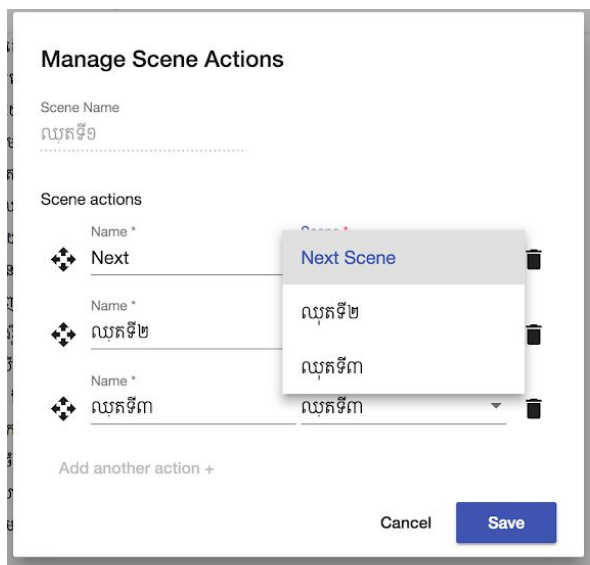 Manage Scene Actions
Scene Name
ឈុតទី១
Scene actions
Name *
Next
Next Scene
Name *
ឈុតទី២
ឈុតទី២
Name *
ឈុតទី៣
ឈុតទី៣
ឈុតទី៣
Add another action +
Cancel
Save